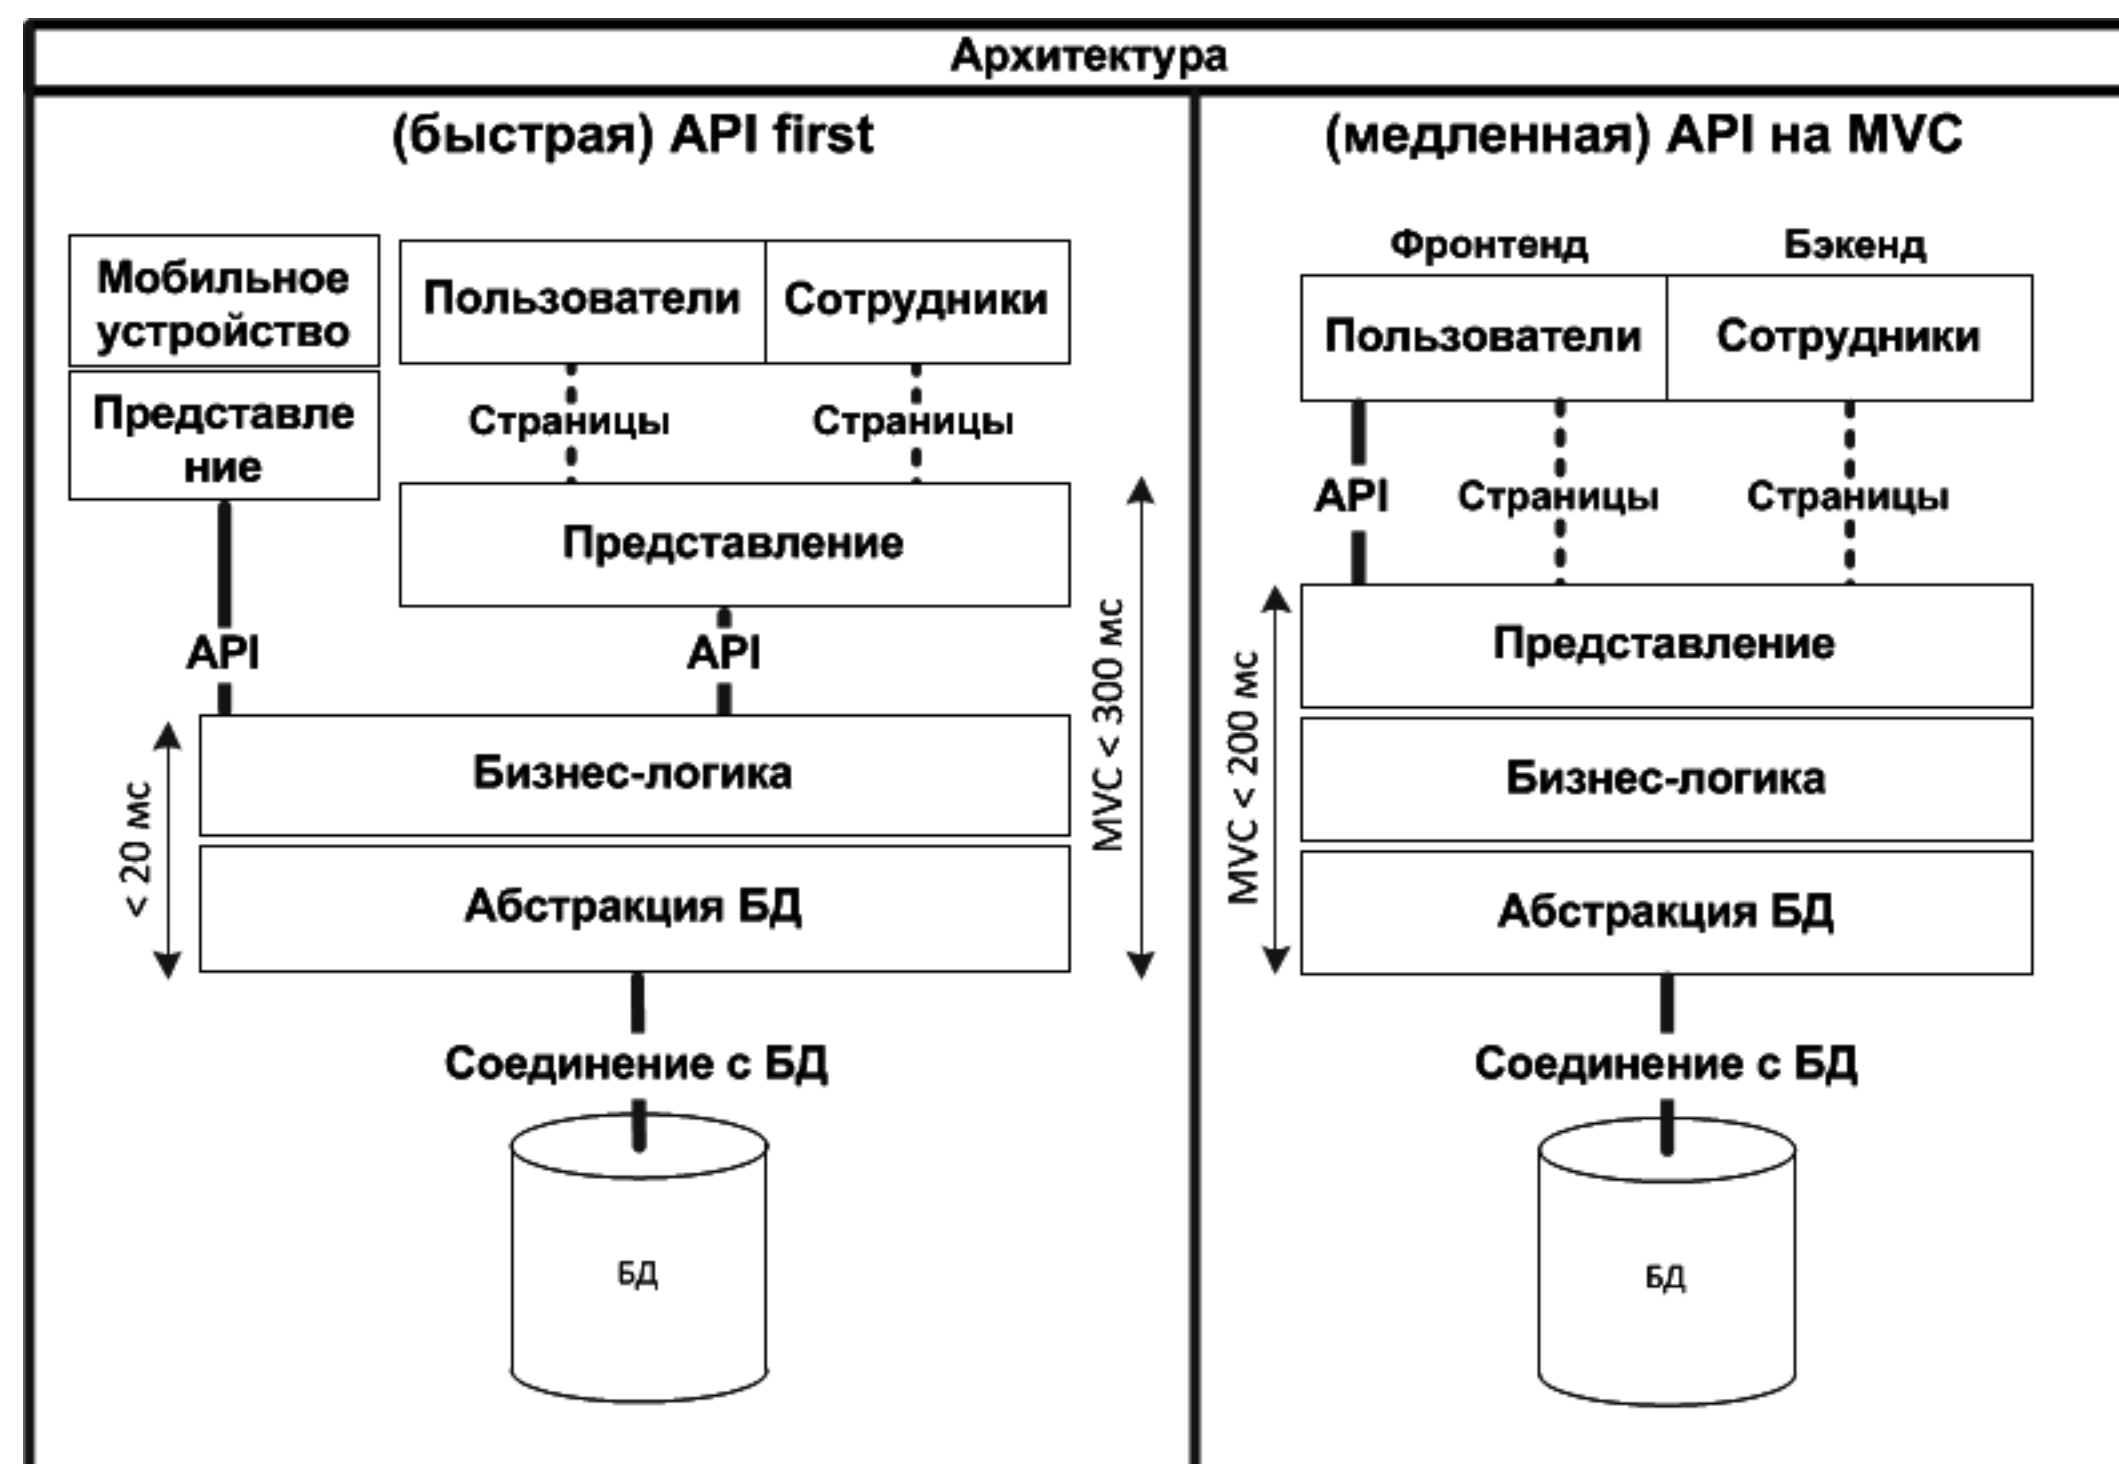 Архитектура
(быстрая) API first
Мобильное
устройство
Представле
ние
Пользователи
Сотрудники
Страницы
Страницы
Представление
API
API
Бизнес-логика
Абстракция БД
< 20 мс
MVC < 300 мс
Соединение с БД
БД
(медленная) API на MVC
Фронтенд
Бэкенд
Пользователи
Сотрудники
API
Страницы
Страницы
Представление
Бизнес-логика
Абстракция БД
MVC < 200 мс
Соединение с БД
БД